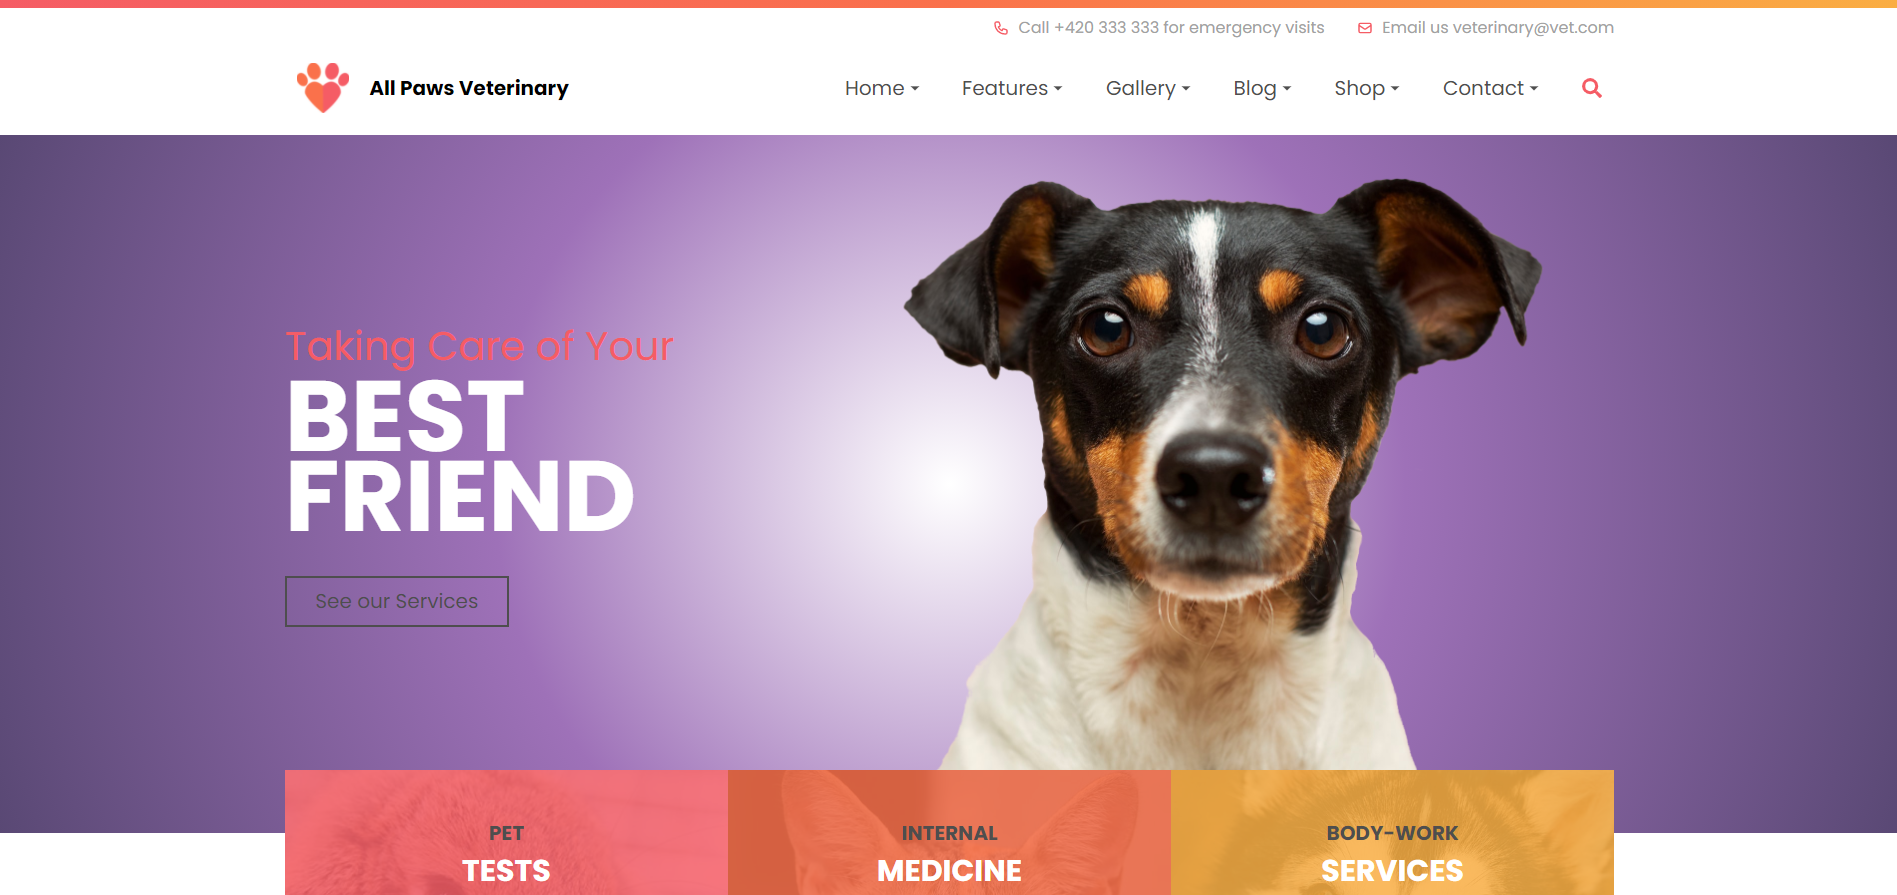 Call +420 333 333 for emergency visits
Email us veterinary@vet.com
All Paws Veterinary
Home
Features
Gallery
Blog
Shop
Contact
Taking Care of Your
BEST
FRIEND
See our Services
PET
TESTS
INTERNAL
MEDICINE
BODY-WORK
SERVICES